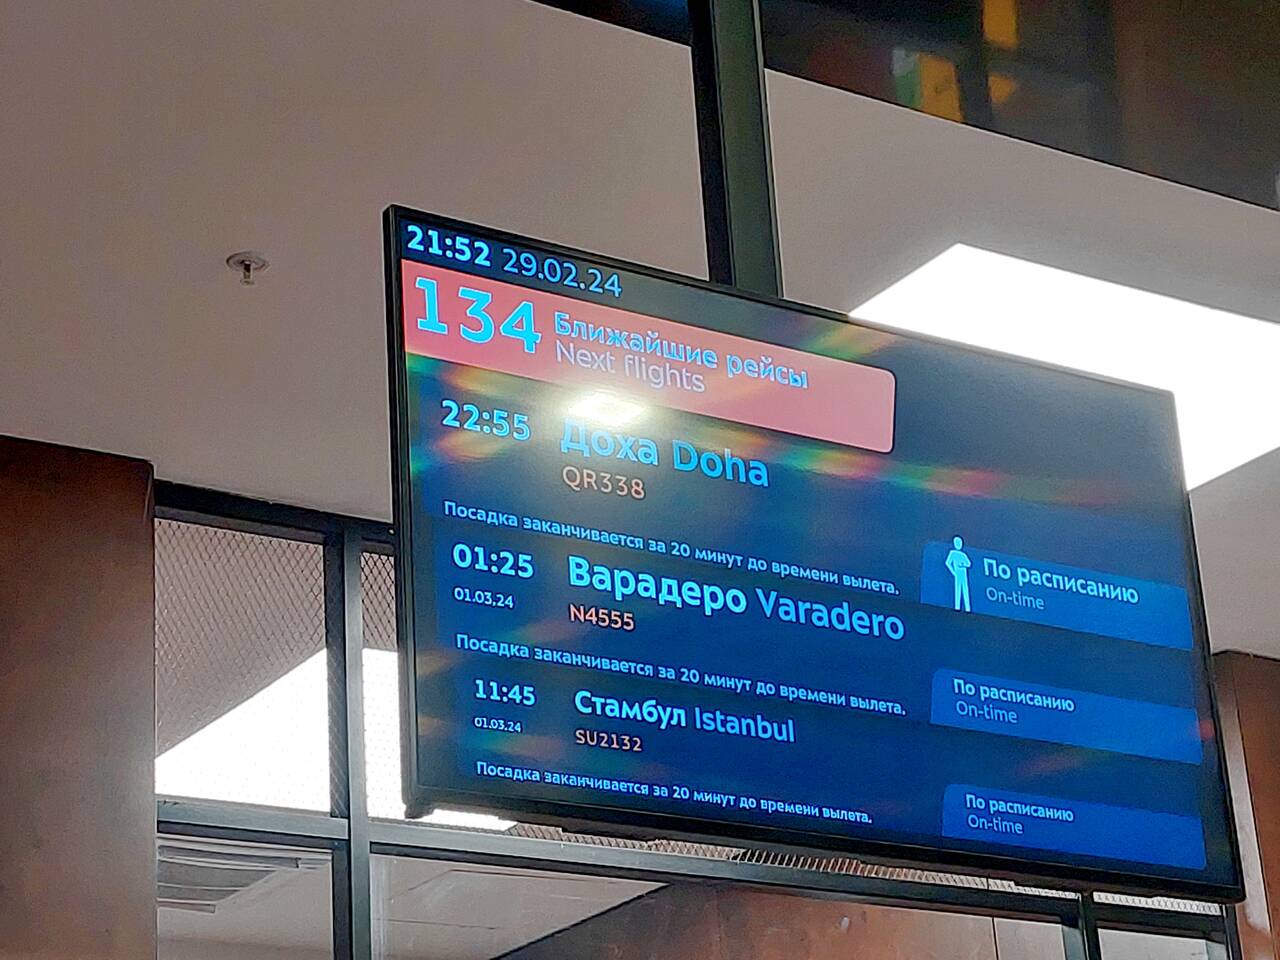 21:52 29.02.24
134 Ближайшие рейсы
Next flights
22:55 Доха Doha
QR338
Посадка заканчивается за 20 минут до времени вылета.
По расписанию
On-time
01:25 Варадеро Varadero
01.03.24 N4555
Посадка заканчивается за 20 минут до времени вылета.
По расписанию
On-time
11:45 Стамбул Istanbul
01.03.24 SU2132
Посадка заканчивается за 20 минут до времени вылета.
По расписанию
On-time